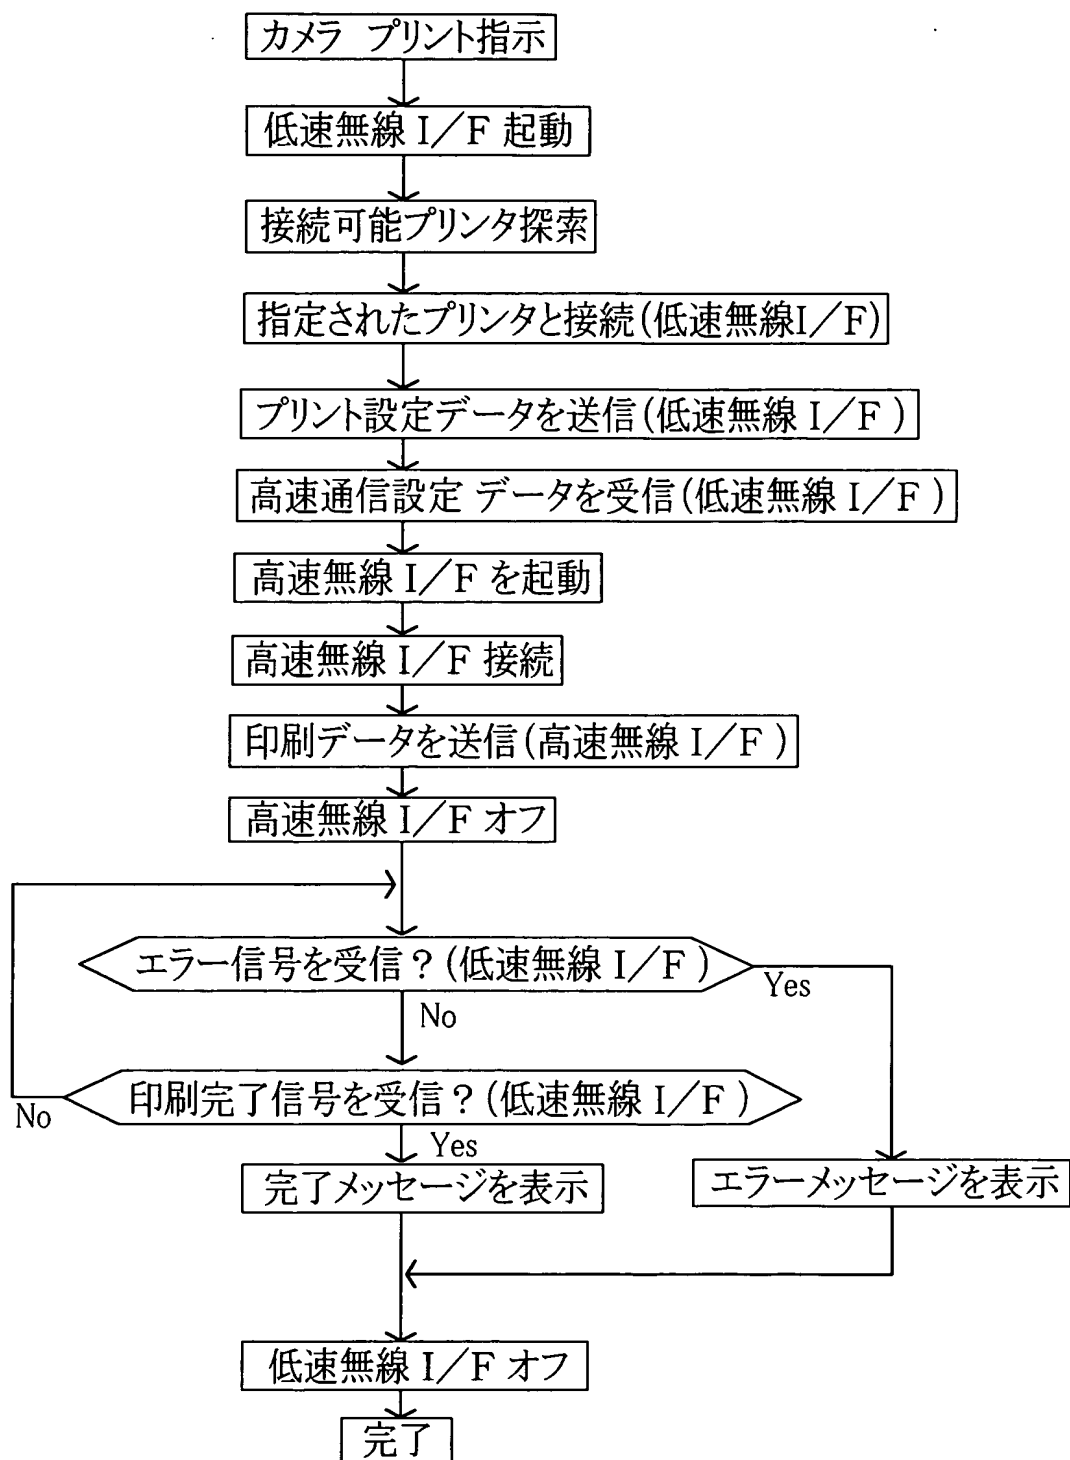 カメラ プリント指示
低速無線 I／F 起動
接続可能プリンタ探索
指定されたプリンタと接続(低速無線I／F)
プリント設定データを送信(低速無線 I／F )
高速通信設定 データを受信(低速無線 I／F )
高速無線 I／F を起動
高速無線 I／F 接続
印刷データを送信(高速無線 I／F )
高速無線 I／F オフ
エラー信号を受信？(低速無線 I／F )
Yes
No
印刷完了信号を受信？(低速無線 I／F )
No
Yes
完了メッセージを表示
エラーメッセージを表示
低速無線 I／F オフ
完了